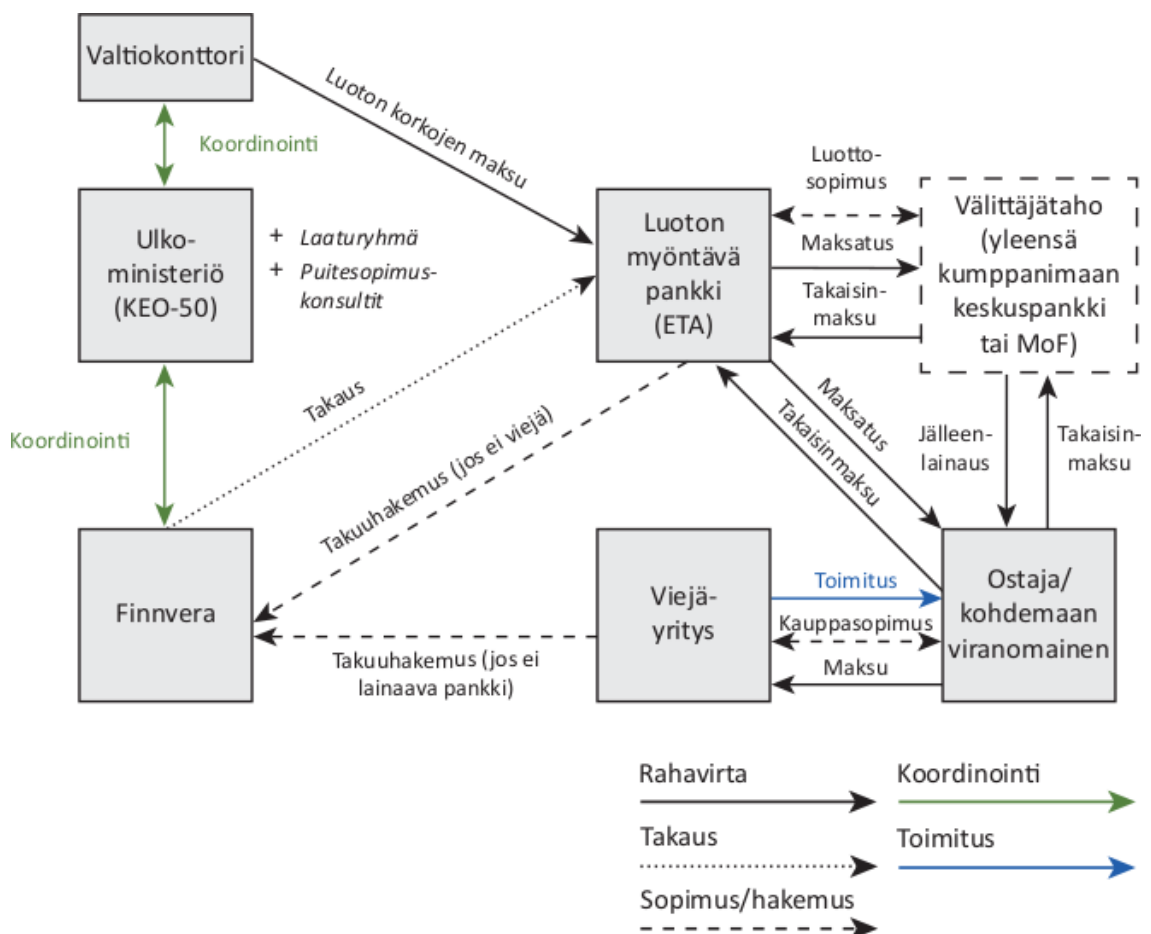 Valtiokonttori
Luoton korkojen maksu
Koordinointi
Ulko-
ministeriö
(KEO-50)
+ Laaturyhmä
+ Puitesopimus-
konsultit
Luoton
myöntävä
pankki
(ETA)
Luotto-
sopimus
Maksatus
Takaisin-
maksu
Välittäjätaho
(yleensä
kumppanimaan
keskuspankki
tai MoF)
Koordinointi
Takaus
Takuuhakemus (jos ei viejä)
Maksatus
Takaisinmaksu
Jälleen-
lainaus
Takaisin-
maksu
Finnvera
Takuuhakemus (jos ei
lainaava pankki)
Viejä-
yritys
Toimitus
Kauppasopimus
Maksu
Ostaja/
kohdemaan
viranomainen
Rahavirta
Koordinointi
Takaus
Toimitus
Sopimus/hakemus